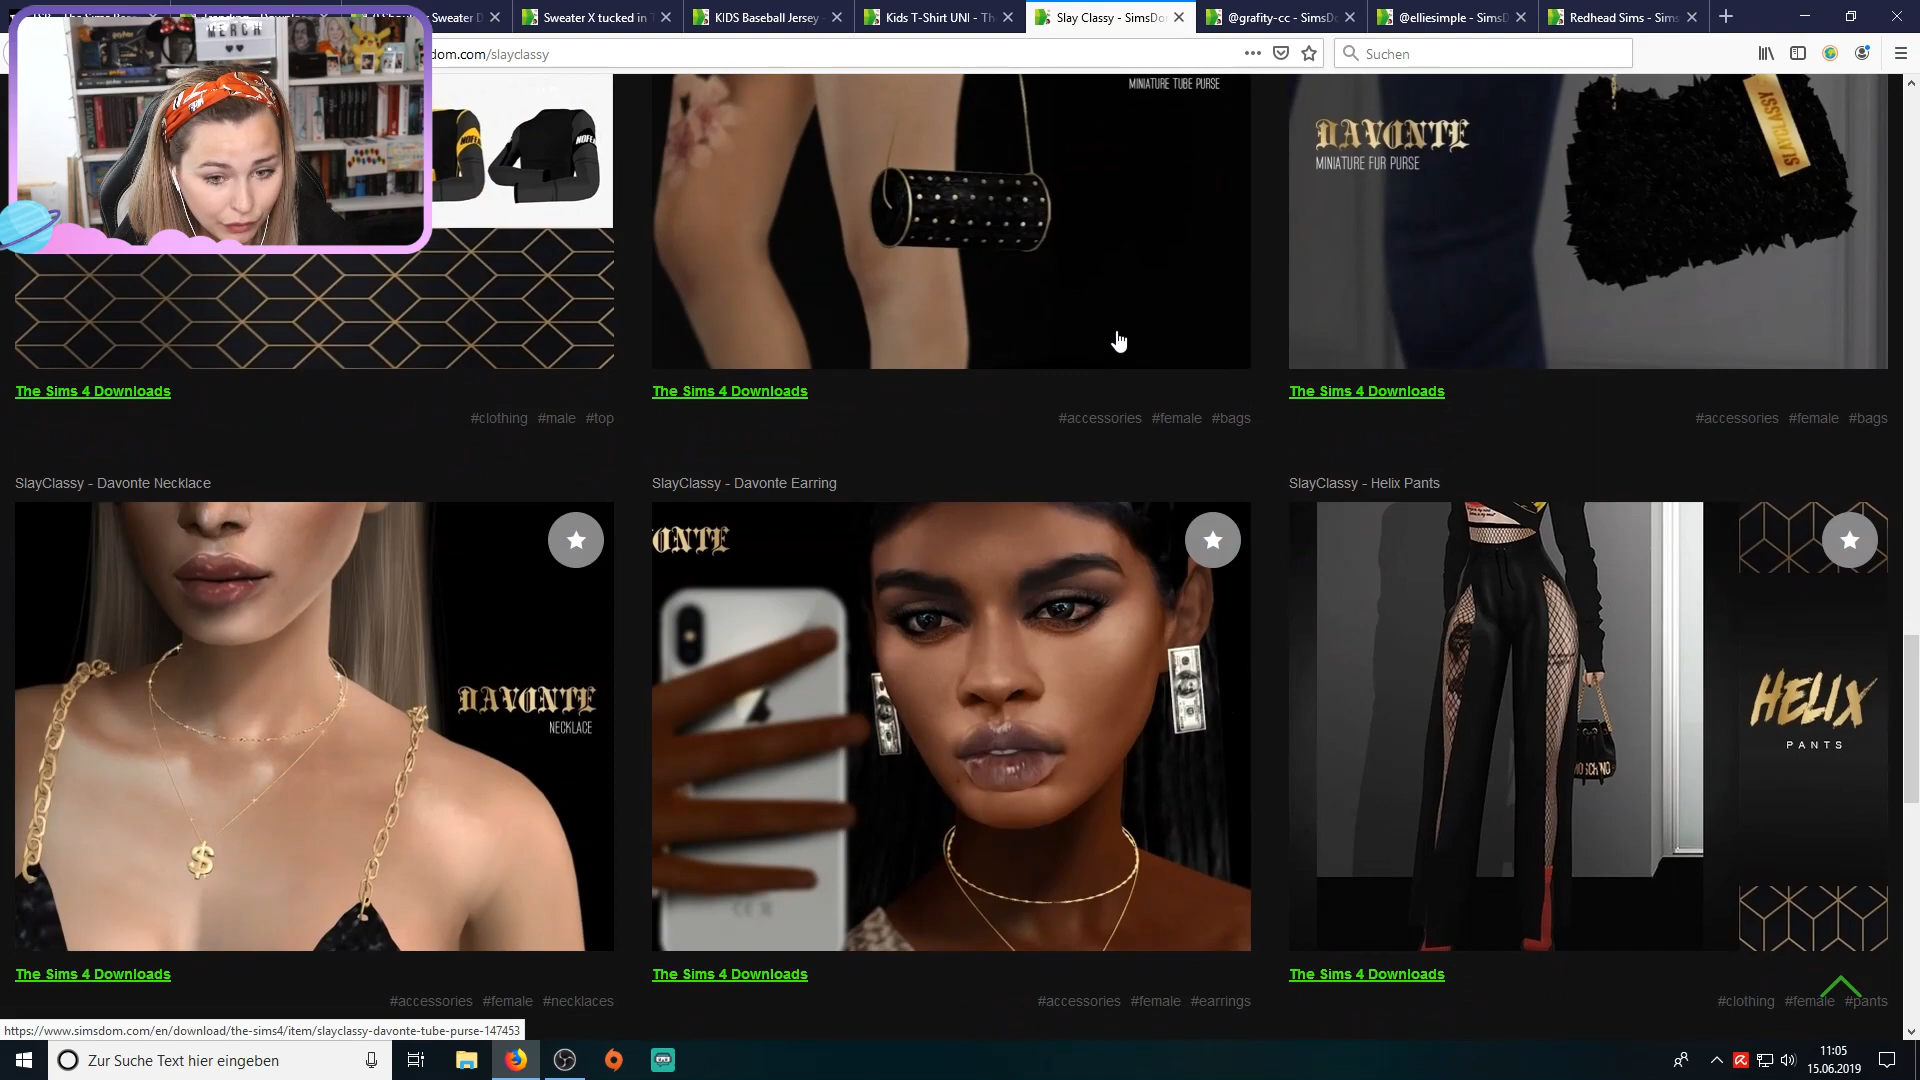 Sweater D
Sweater X tucked in
KIDS Baseball Jersey -
Kids T-Shirt UNI - Th
Slay Classy - SimsDo
@grafity-cc - SimsDo
@elliesimple - SimsD
Redhead Sims - Sims
MERCH
dom.com/slayclassy
Suchen
MINIATURE TUBE PURSE
DAVONTE
MINIATURE FUR PURSE
SLAYCLASSY
The Sims 4 Downloads
The Sims 4 Downloads
The Sims 4 Downloads
#clothing #male #top
#accessories #female #bags
#accessories #female #bags
SlayClassy - Davonte Necklace
SlayClassy - Davonte Earring
SlayClassy - Helix Pants
DAVONTE
NECKLACE
VONTE
HELIX
PANTS
MOSCHINO
The Sims 4 Downloads
The Sims 4 Downloads
The Sims 4 Downloads
#accessories #female #necklaces
#accessories #female #earrings
#clothing #female #pants
https://www.simsdom.com/en/download/the-sims4/item/slayclassy-davonte-tube-purse-147453
Zur Suche Text hier eingeben
11:05
15.06.2019